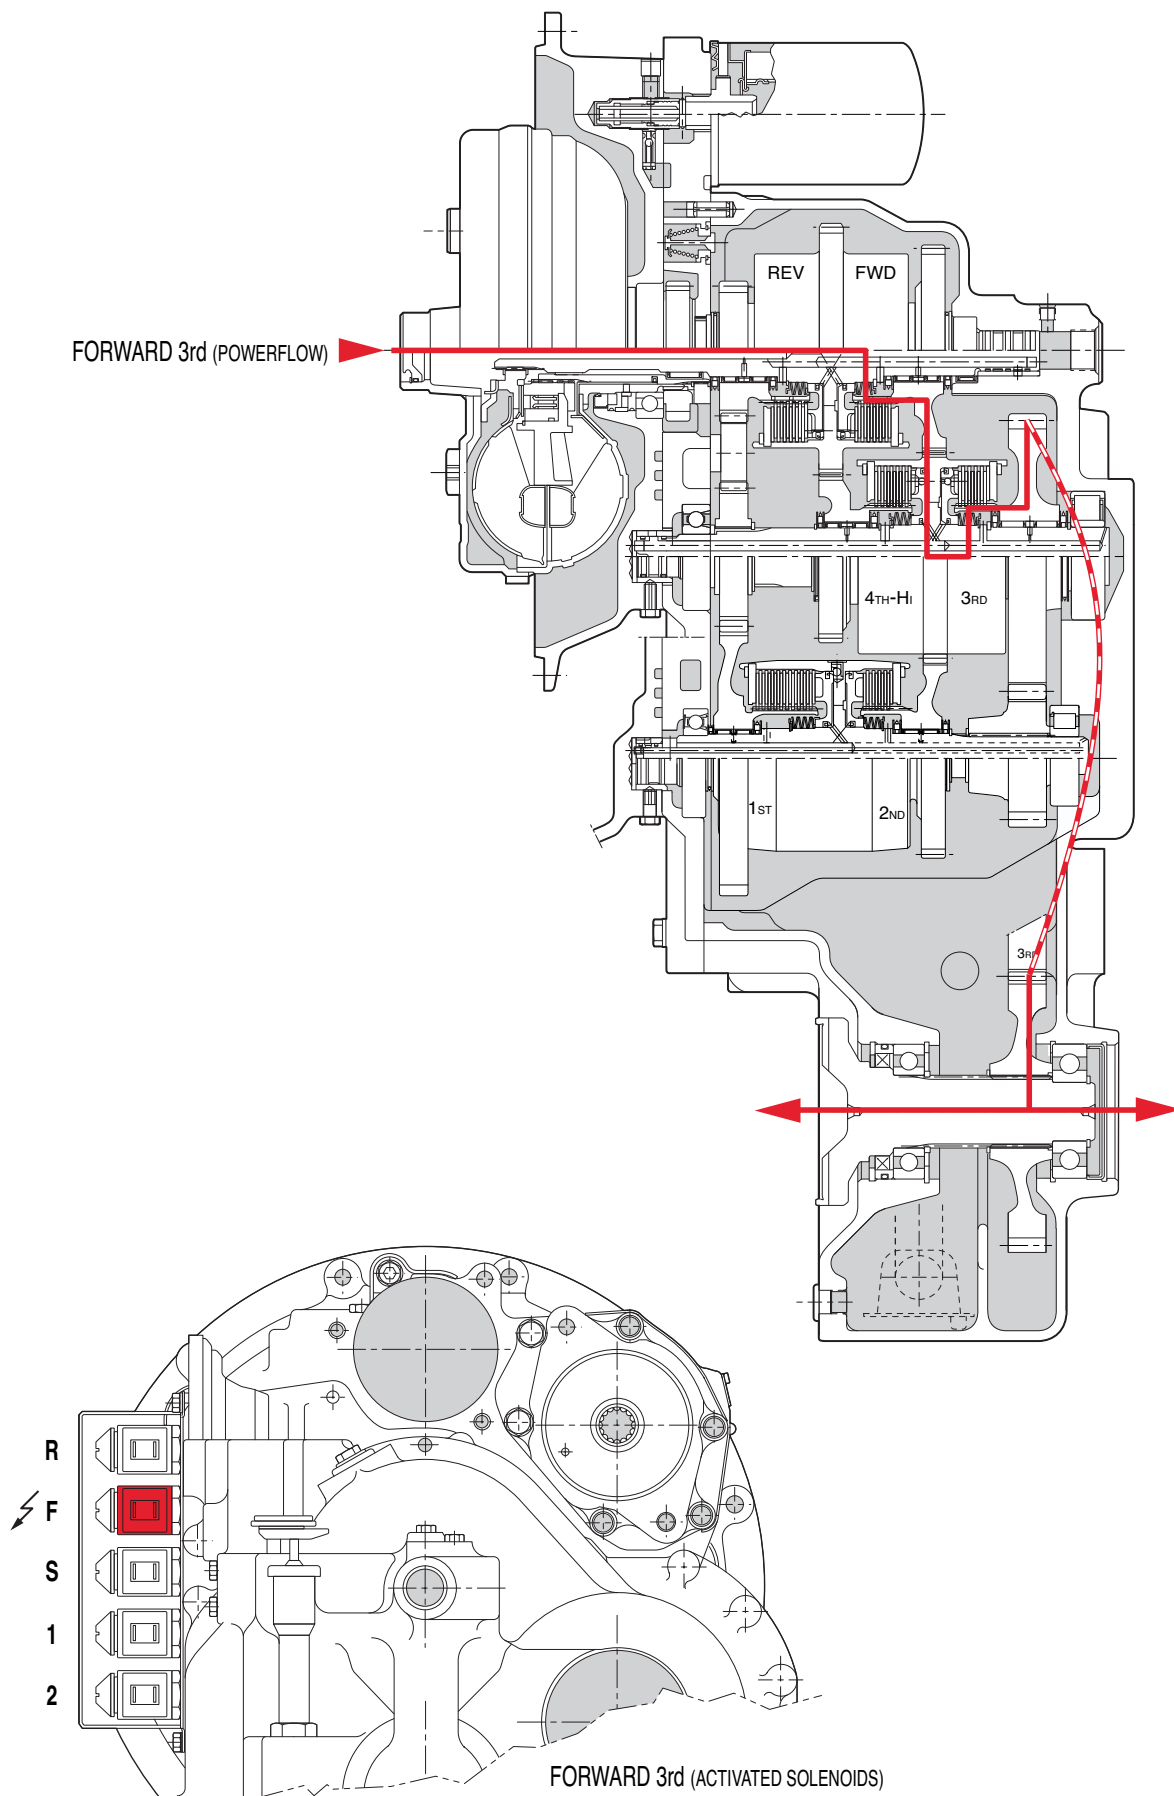 REV FWD
FORWARD 3rd (POWERFLOW)
4TH-HI 3RD
1ST 2ND
3RD
R
F
S
1
2
FORWARD 3rd (ACTIVATED SOLENOIDS)